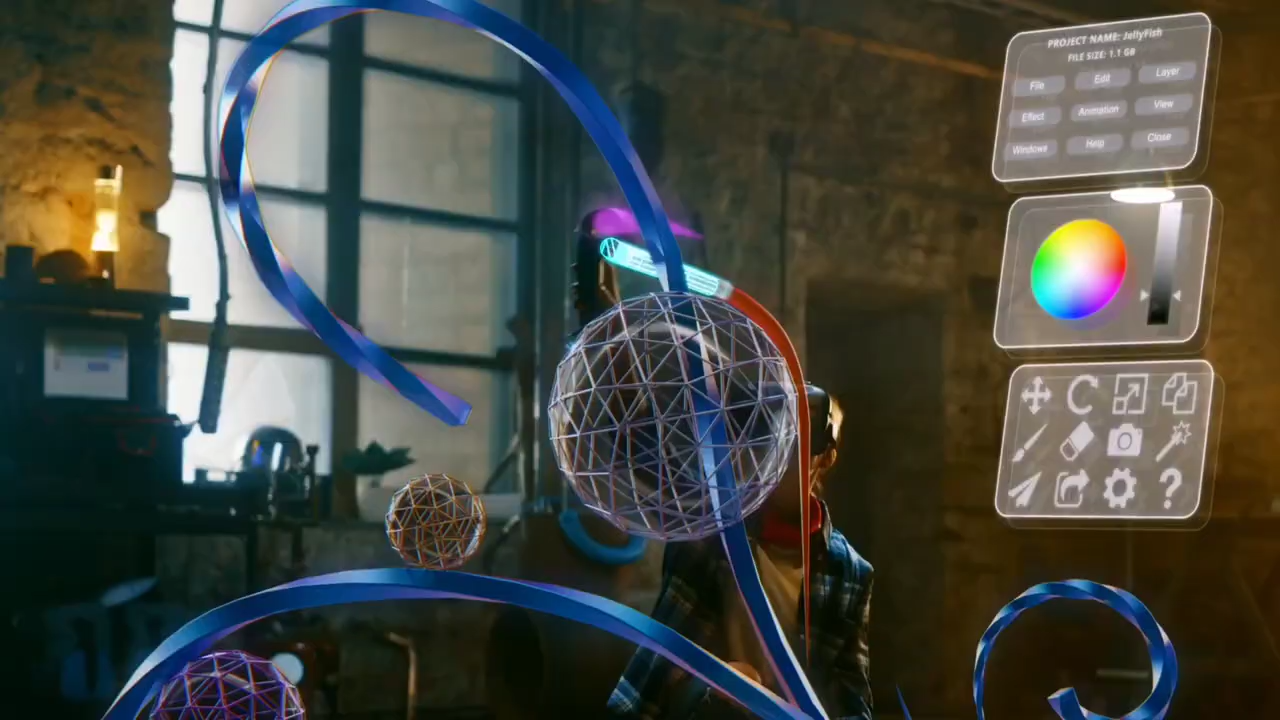 PROJECT NAME: JellyFish
FILE SIZE: 1.1 GB
File Edit Layer
Effect Animation View
Windows Help Close
?